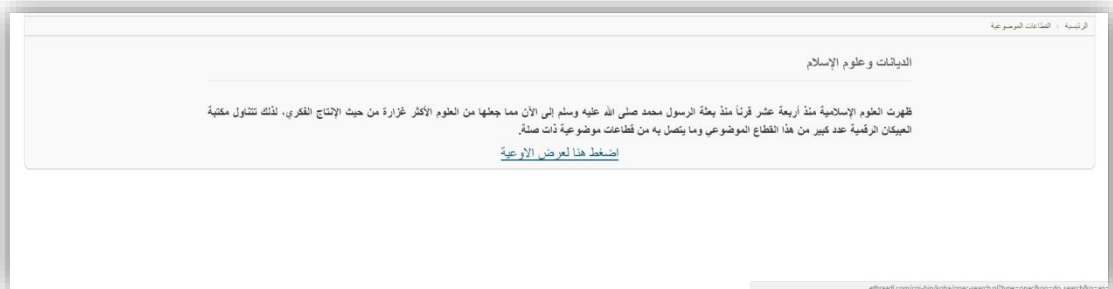 الرئيسية › القطاعات الموضوعية
الديانات وعلوم الإسلام
ظهرت العلوم الإسلامية منذ أربعة عشر قرناً منذ بعثة الرسول محمد صلى الله عليه وسلم إلى الآن مما جعلها من العلوم الأكثر غزارة من حيث الإنتاج الفكري، لذلك تتناول مكتبة
العبيكان الرقمية عدد كبير من هذا القطاع الموضوعي وما يتصل به من قطاعات موضوعية ذات صلة.
اضغط هنا لعرض الاوعية